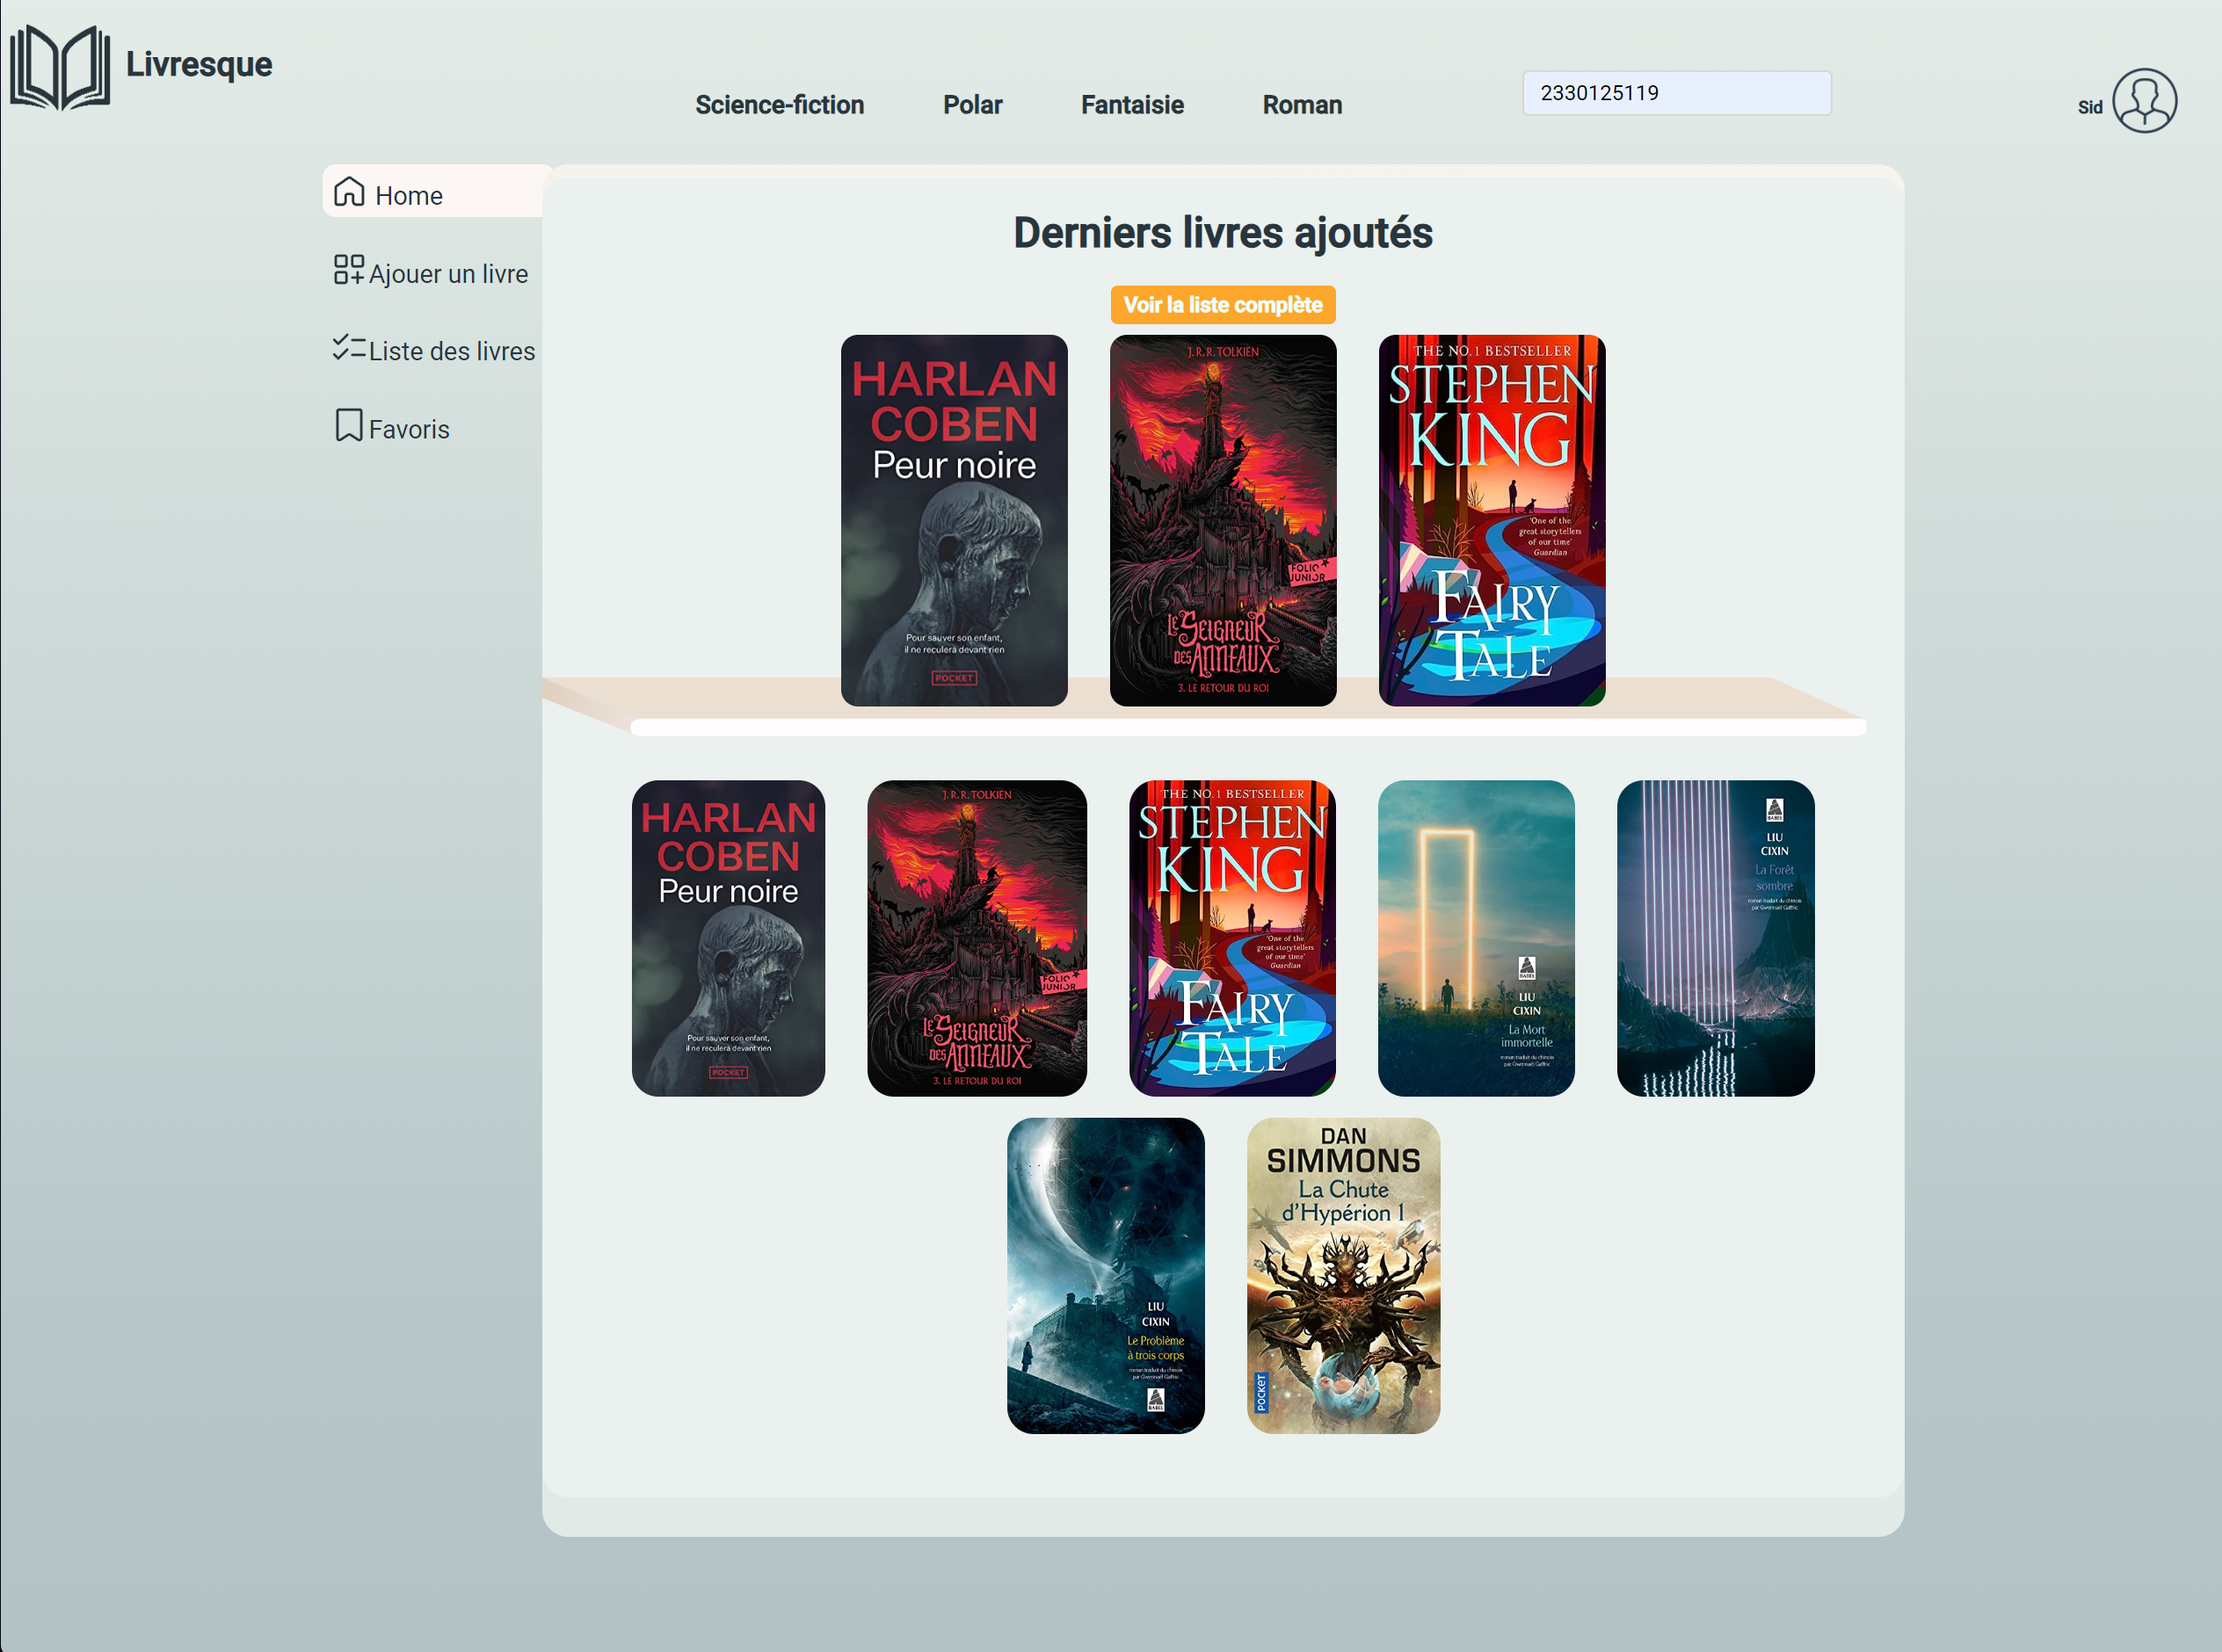 Livresque
Science-fiction
Polar
Fantaisie
Roman
2330125119
Sid
Home
Ajouer un livre
Liste des livres
Favoris
Derniers livres ajoutés
Voir la liste complète
HARLAN
COBEN
Peur noire
Pour sauver son enfant,
il ne reculera devant rien
POCKET
J.R.R. TOLKIEN
FOLIO
JUNIOR
LE SEIGNEUR
DES ANNEAUX
3. LE RETOUR DU ROI
THE NO.1 BESTSELLER
STEPHEN
KING
'One of the
great storytellers
of our time'
Guardian
FAIRY
TALE
HARLAN
COBEN
Peur noire
Pour sauver son enfant,
il ne reculera devant rien
POCKET
J.R.R. TOLKIEN
FOLIO
JUNIOR
LE SEIGNEUR
DES ANNEAUX
3. LE RETOUR DU ROI
THE NO.1 BESTSELLER
STEPHEN
KING
'One of the
great storytellers
of our time'
Guardian
FAIRY
TALE
BABEL
LIU
CIXIN
La Mort
immortelle
roman traduit du chinois
par Gwennaël Gaffric
BABEL
LIU
CIXIN
La Forêt
sombre
roman traduit du chinois
par Gwennaël Gaffric
LIU
CIXIN
Le Problème
à trois corps
roman traduit du chinois
par Gwennaël Gaffric
BABEL
DAN
SIMMONS
La Chute
d'Hypérion 1
POCKET